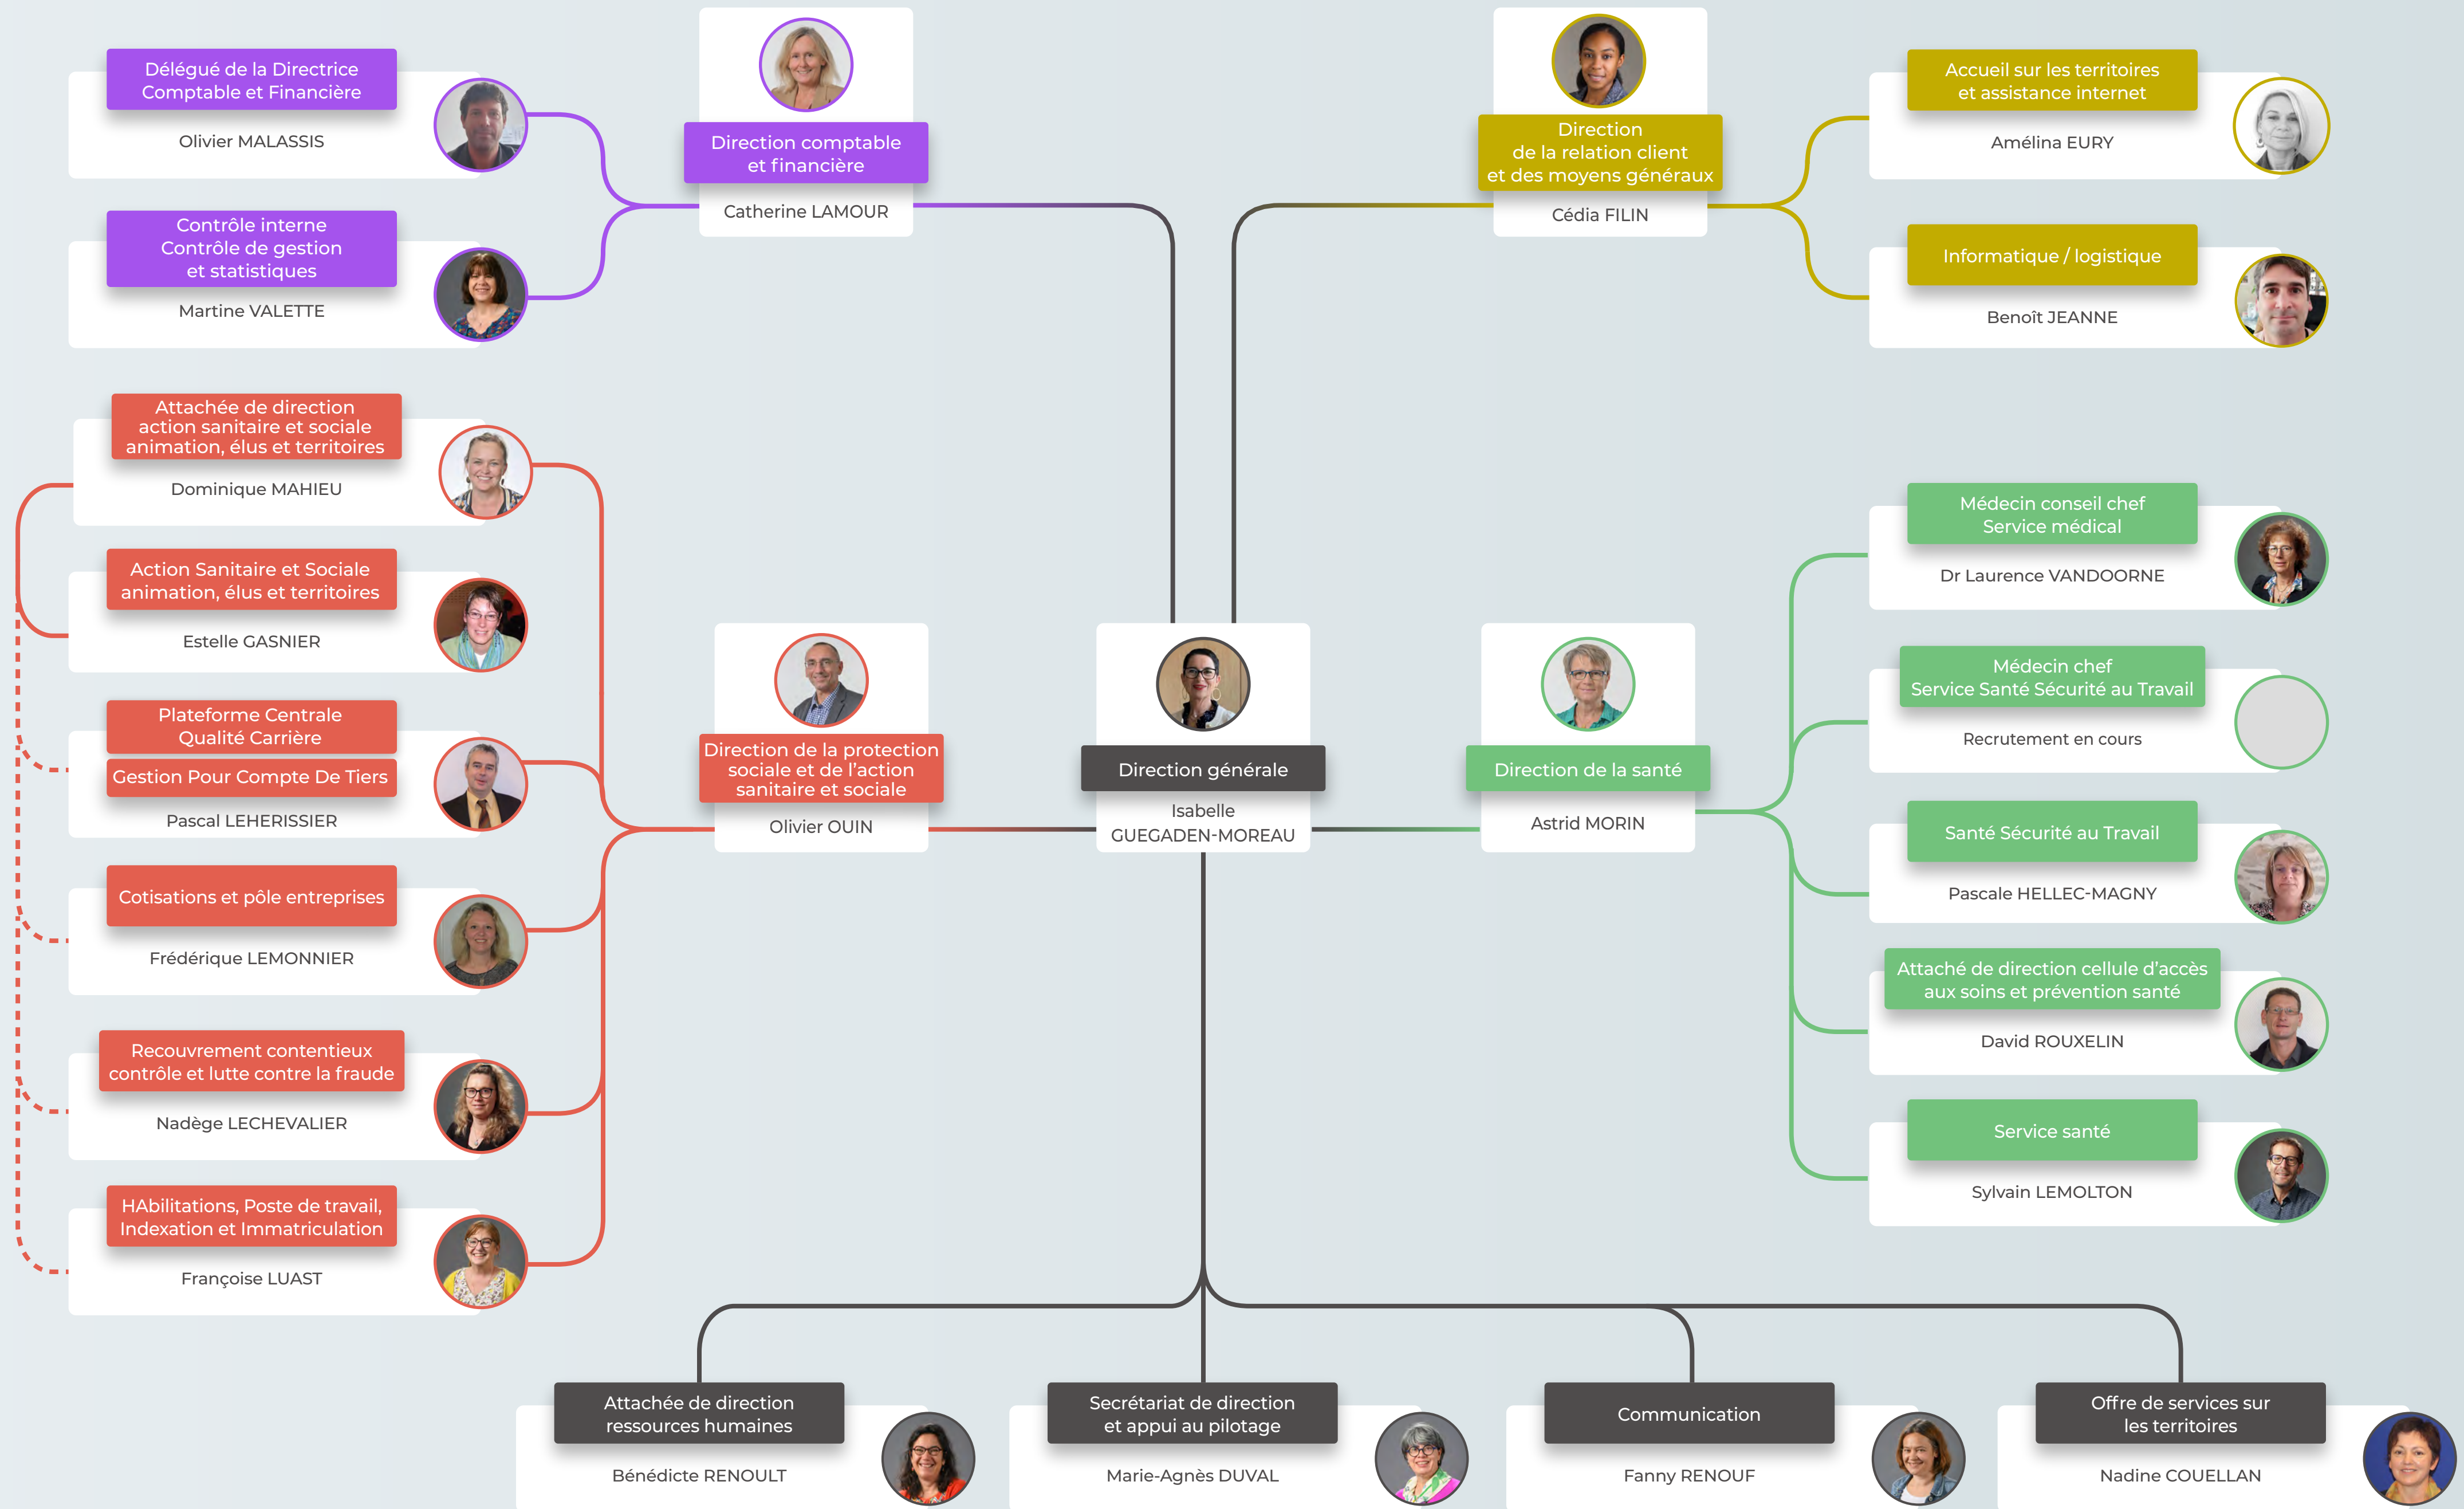 Délégué de la Directrice
Comptable et Financière
Olivier MALASSIS
Contrôle interne
Contrôle de gestion
et statistiques
Martine VALETTE
Direction comptable
et financière
Catherine LAMOUR
Direction
de la relation client
et des moyens généraux
Cédia FILIN
Accueil sur les territoires
et assistance internet
Amélina EURY
Informatique / logistique
Benoît JEANNE
Attachée de direction
action sanitaire et sociale
animation, élus et territoires
Dominique MAHIEU
Action Sanitaire et Sociale
animation, élus et territoires
Estelle GASNIER
Plateforme Centrale
Qualité Carrière
Gestion Pour Compte De Tiers
Pascal LEHERISSIER
Cotisations et pôle entreprises
Frédérique LEMONNIER
Recouvrement contentieux
contrôle et lutte contre la fraude
Nadège LECHEVALIER
HAbilitations, Poste de travail,
Indexation et Immatriculation
Françoise LUAST
Direction de la protection
sociale et de l'action
sanitaire et sociale
Olivier OUIN
Direction générale
Isabelle
GUEGADEN-MOREAU
Direction de la santé
Astrid MORIN
Médecin conseil chef
Service médical
Dr Laurence VANDOORNE
Médecin chef
Service Santé Sécurité au Travail
Recrutement en cours
Santé Sécurité au Travail
Pascale HELLEC-MAGNY
Attaché de direction cellule d'accès
aux soins et prévention santé
David ROUXELIN
Service santé
Sylvain LEMOLTON
Attachée de direction
ressources humaines
Bénédicte RENOULT
Secrétariat de direction
et appui au pilotage
Marie-Agnès DUVAL
Communication
Fanny RENOUF
Offre de services sur
les territoires
Nadine COUELLAN